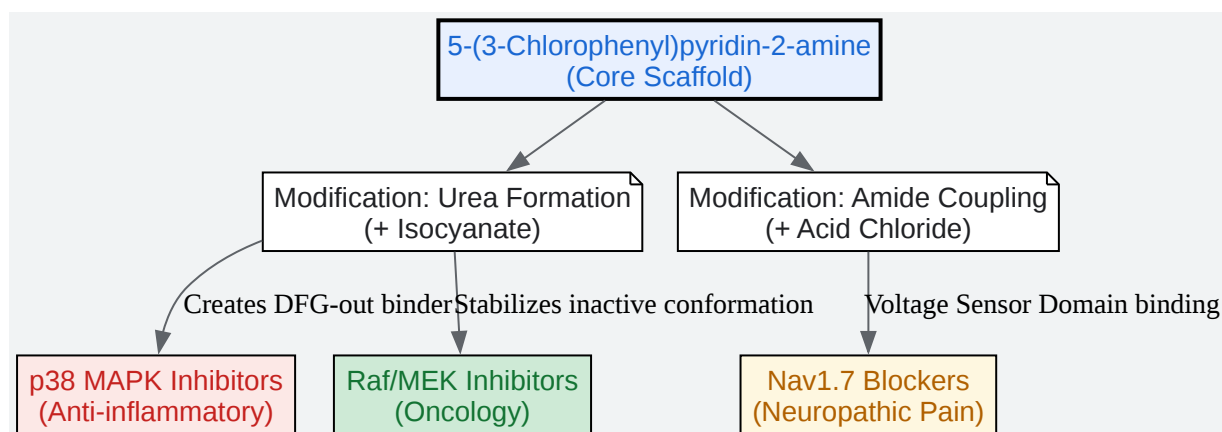 5-(3-Chlorophenyl)pyridin-2-amine
(Core Scaffold)
Modification: Urea Formation
(+ Isocyanate)
Modification: Amide Coupling
(+ Acid Chloride)
Creates DFG-out binder
Stabilizes inactive conformation
Voltage Sensor Domain binding
p38 MAPK Inhibitors
(Anti-inflammatory)
Raf/MEK Inhibitors
(Oncology)
Nav1.7 Blockers
(Neuropathic Pain)